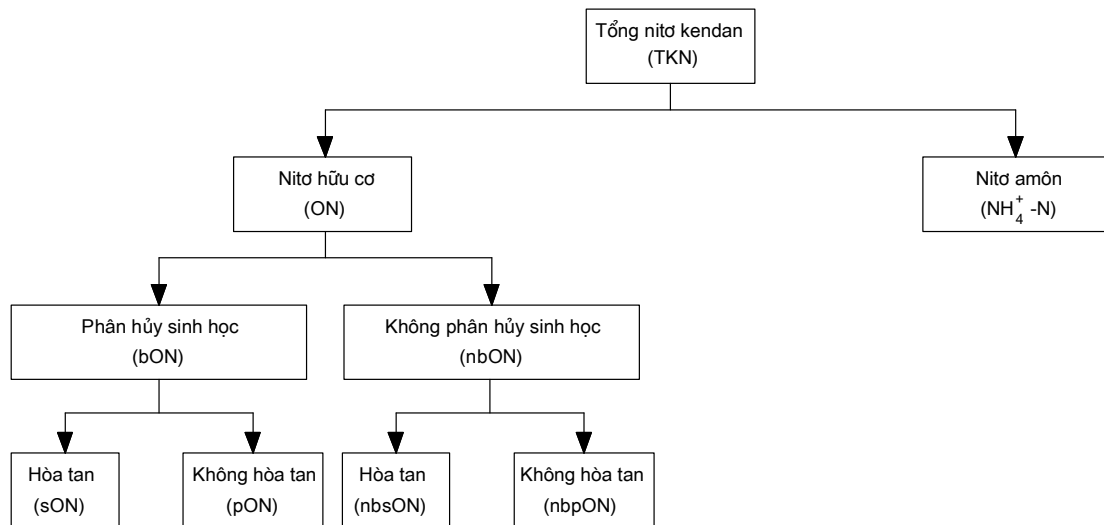 Tổng nitơ kendan
(TKN)
Nitơ hữu cơ
(ON)
Nitơ amôn
(NH₄⁺ -N)
Phân hủy sinh học
(bON)
Không phân hủy sinh học
(nbON)
Hòa tan
(sON)
Không hòa tan
(pON)
Hòa tan
(nbsON)
Không hòa tan
(nbpON)